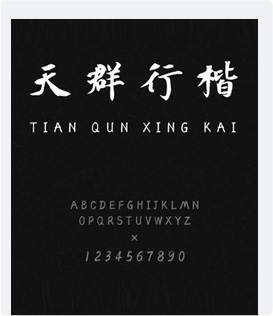 天群行楷
TIAN QUN XING KAI
ABCDEFGHIJKLMN
OPQRSTUVWXYZ
×
1234567890